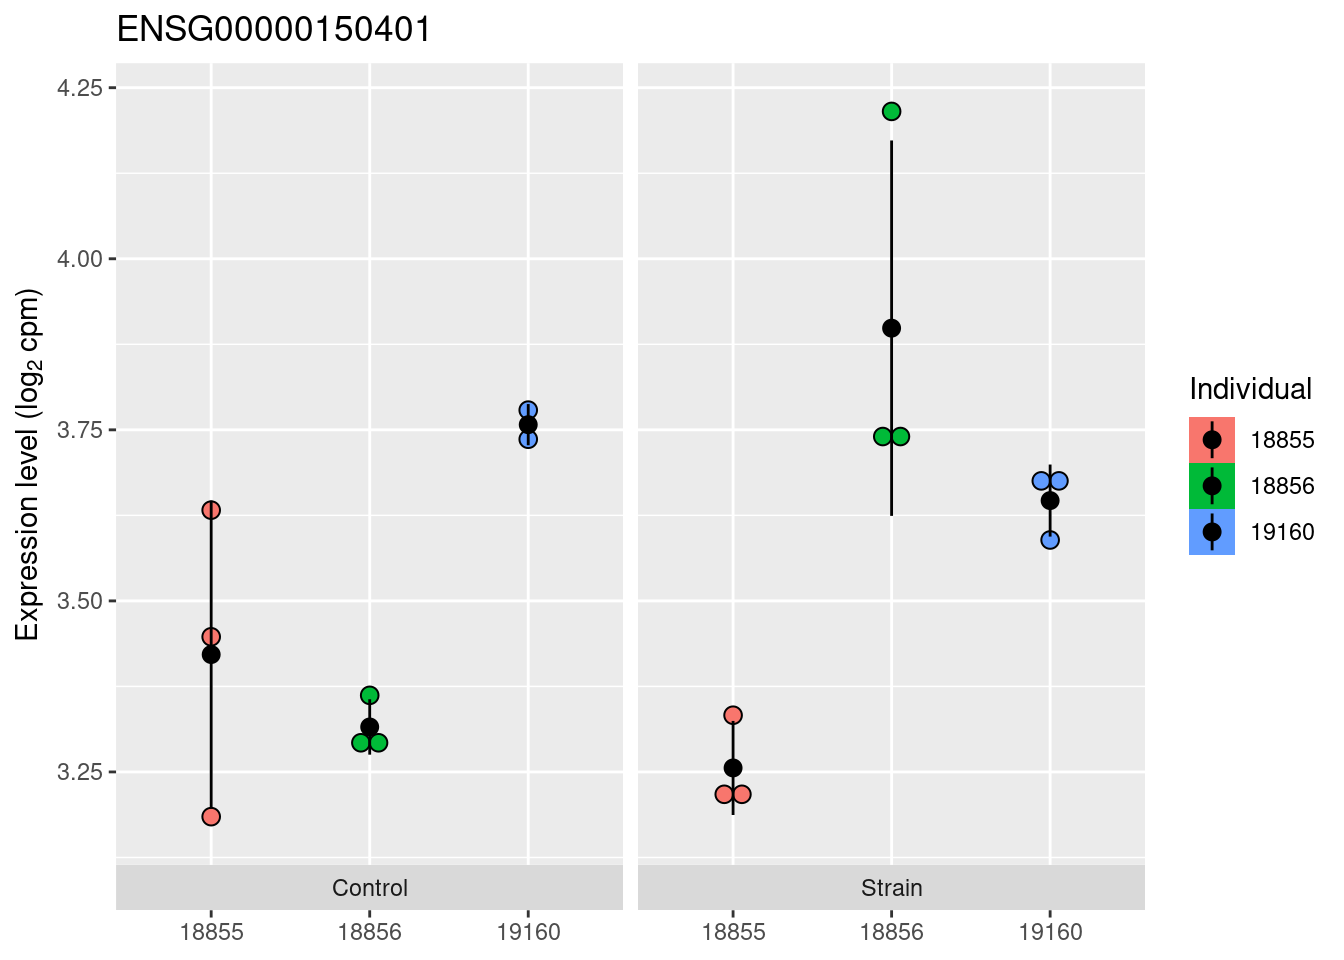 ENSG00000150401
Expression level (log₂ cpm)
4.25
4.00
3.75
3.50
3.25
Control
Strain
18855
18856
19160
18855
18856
19160
Individual
18855
18856
19160